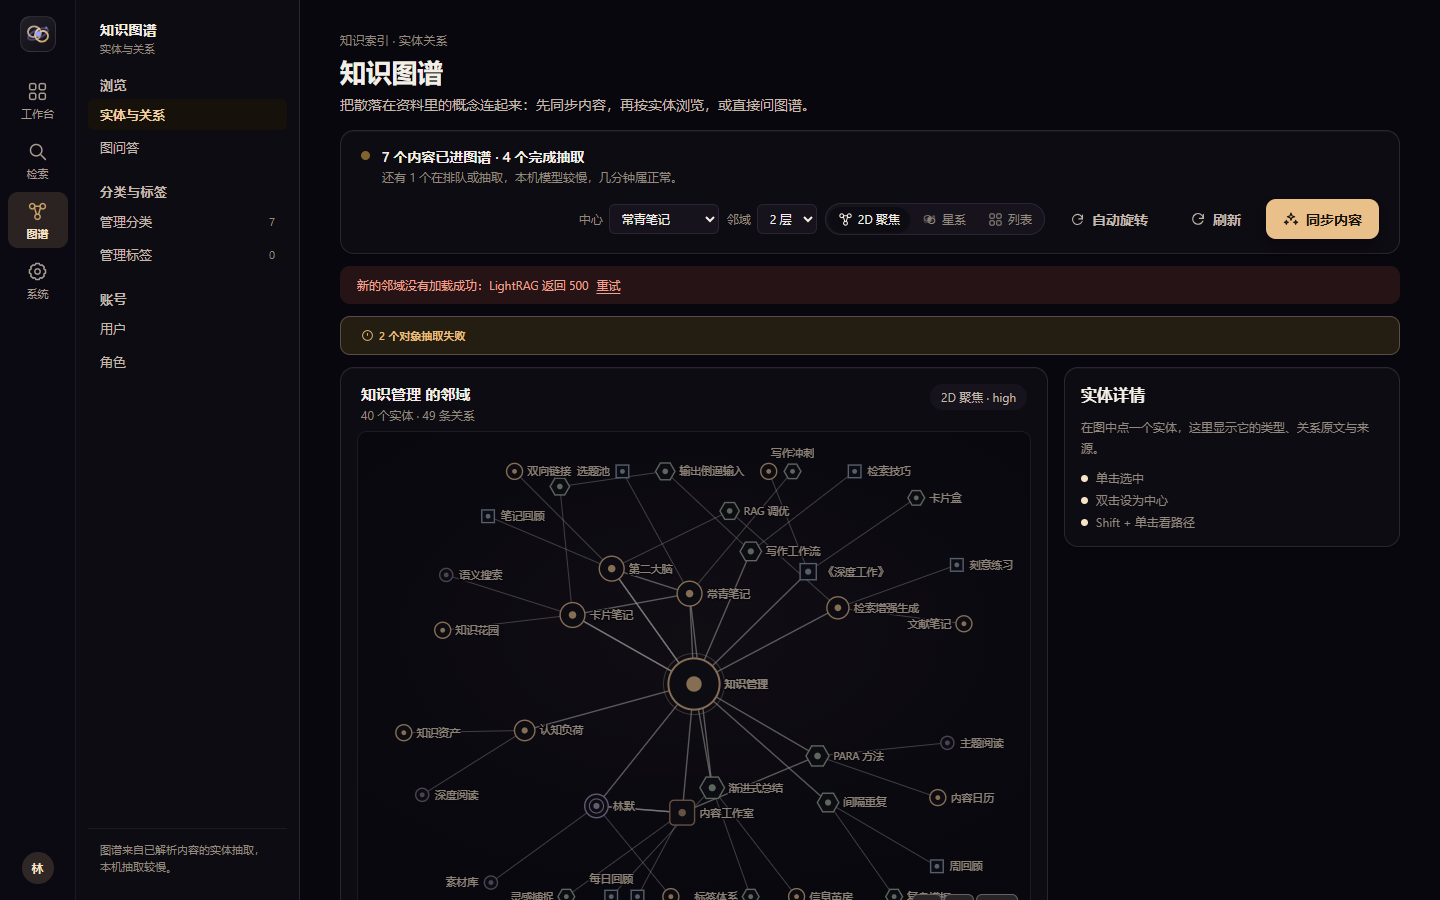 工作台
检索
图谱
系统
林
知识图谱
实体与关系
浏览
实体与关系
图问答
分类与标签
管理分类 7
管理标签 0
账号
用户
角色
图谱来自已解析内容的实体抽取，
本机抽取较慢。
知识索引 · 实体关系
知识图谱
把散落在资料里的概念连起来：先同步内容，再按实体浏览，或直接问图谱。
7 个内容已进图谱 · 4 个完成抽取
还有 1 个在排队或抽取，本机模型较慢，几分钟属正常。
中心 常青笔记 邻域 2 层 2D 聚焦 星系 列表 自动旋转 刷新 同步内容
新的邻域没有加载成功：LightRAG 返回 500 重试
2 个对象抽取失败
知识管理 的邻域
40 个实体 · 49 条关系
2D 聚焦 · high
写作冲刺
双向链接 选题池 输出倒逼输入 检索技巧
卡片盒
笔记回顾 RAG 调优
写作工作流
第二大脑 《深度工作》 刻意练习
语义搜索
常青笔记
卡片笔记 检索增强生成
知识花园 文献笔记
知识管理
知识资产 认知负荷
主题阅读
PARA 方法
渐进式总结
深度阅读 间隔重复 内容日历
林默 内容工作室
周回顾
素材库 每日回顾
灵感捕捉 标签体系 信息茧房
实体详情
在图中点一个实体，这里显示它的类型、关系原文与来
源。
单击选中
双击设为中心
Shift + 单击看路径